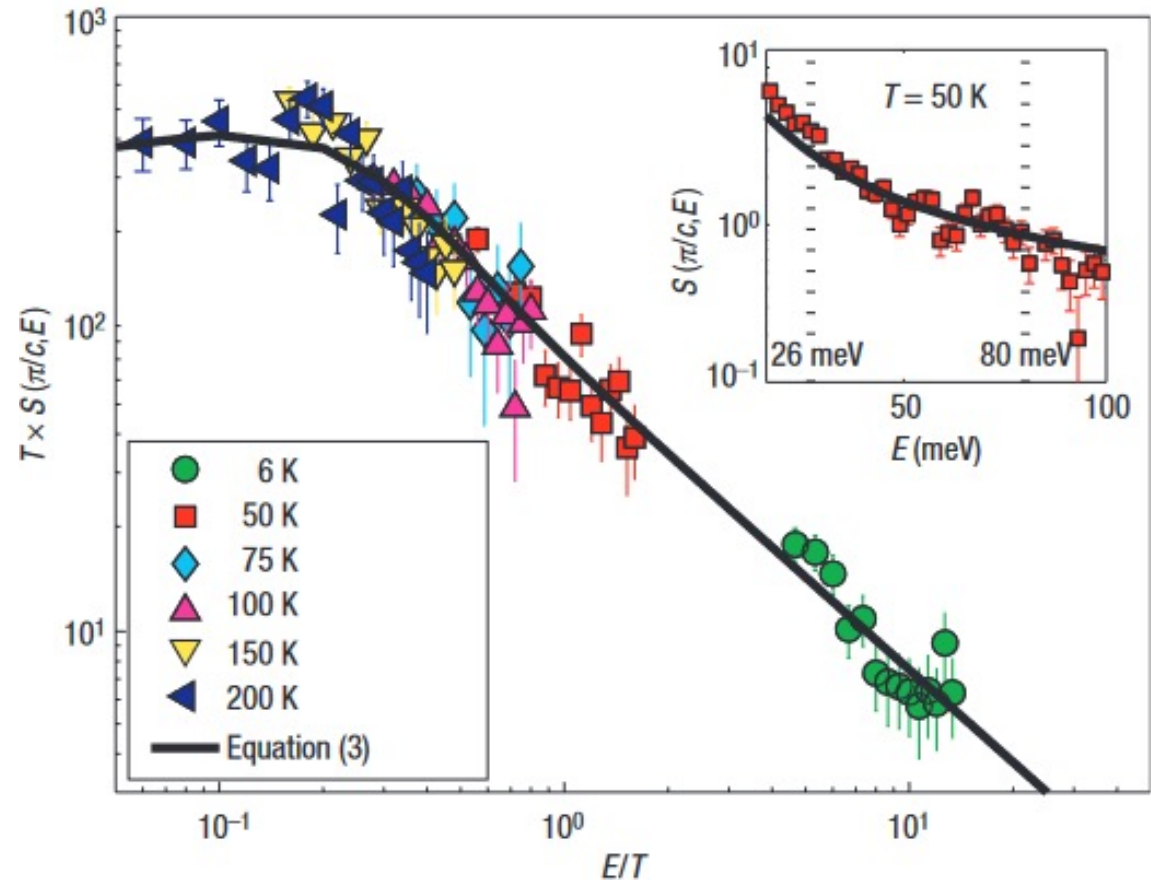 10³
10²
10¹
T × S (π/c, E)
10⁻¹
10⁰
10¹
E/T
6 K
50 K
75 K
100 K
150 K
200 K
Equation (3)
10¹
10⁰
10⁻¹
S (π/c, E)
T = 50 K
26 meV
80 meV
50
100
E (meV)